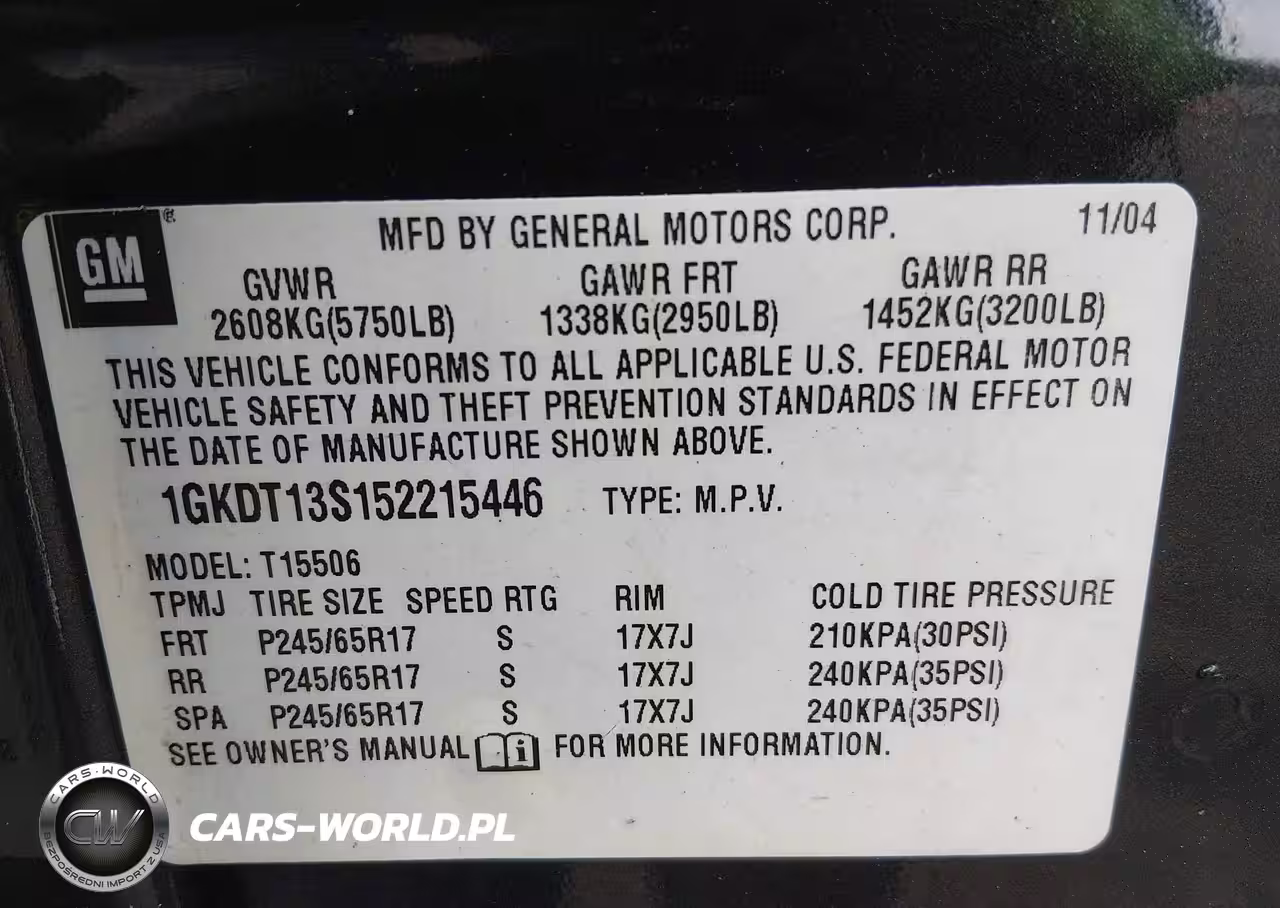 GM®
MFD BY GENERAL MOTORS CORP. 11/04
GVWR GAWR FRT GAWR RR
2608KG(5750LB) 1338KG(2950LB) 1452KG(3200LB)
THIS VEHICLE CONFORMS TO ALL APPLICABLE U.S. FEDERAL MOTOR
VEHICLE SAFETY AND THEFT PREVENTION STANDARDS IN EFFECT ON
THE DATE OF MANUFACTURE SHOWN ABOVE.
1GKDT13S152215446 TYPE: M.P.V.
MODEL: T15506
TPMJ TIRE SIZE SPEED RTG RIM COLD TIRE PRESSURE
FRT P245/65R17 S 17X7J 210KPA(30PSI)
RR P245/65R17 S 17X7J 240KPA(35PSI)
SPA P245/65R17 S 17X7J 240KPA(35PSI)
SEE OWNER'S MANUAL i FOR MORE INFORMATION.
CARS-WORLD
CW
BEZPOŚREDNI IMPORT Z USA
CARS-WORLD.PL